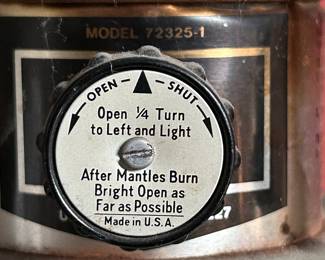 MODEL 72325-1
OPEN SHUT
Open ¼ Turn
to Left and Light
After Mantles Burn
Bright Open as
Far as Possible
Made in U.S.A.